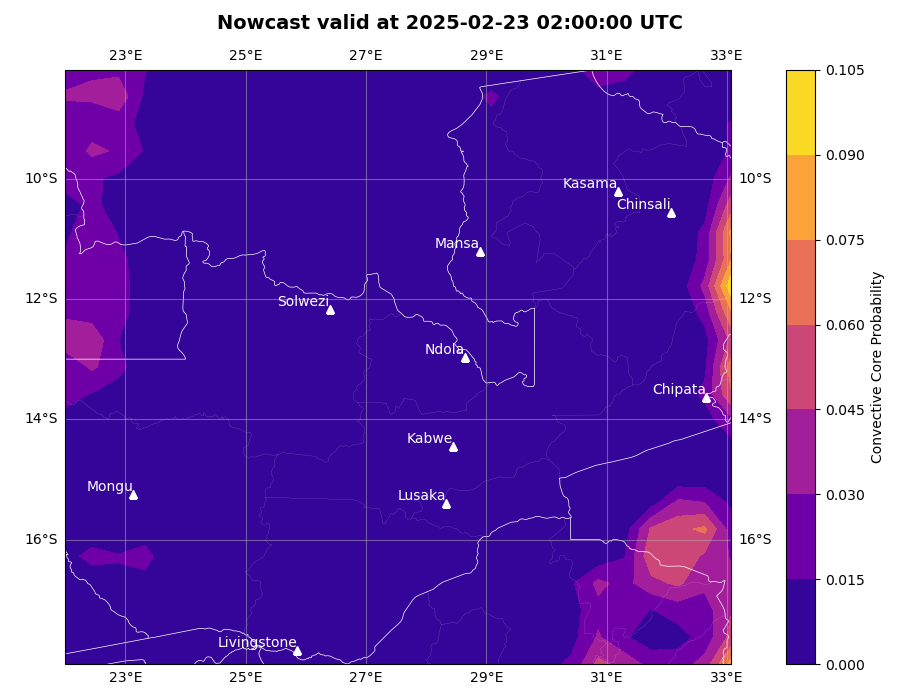 Nowcast valid at 2025-02-23 02:00:00 UTC
23°E 25°E 27°E 29°E 31°E 33°E
0.105
0.090
10°S Kasama 10°S
Chinsali
Mansa
0.075
12°S 12°S
Solwezi
0.060
Ndola
Chipata
0.045
14°S 14°S
Kabwe
Mongu
Lusaka
0.030
16°S 16°S
0.015
Livingstone
0.000
23°E 25°E 27°E 29°E 31°E 33°E
Convective Core Probability